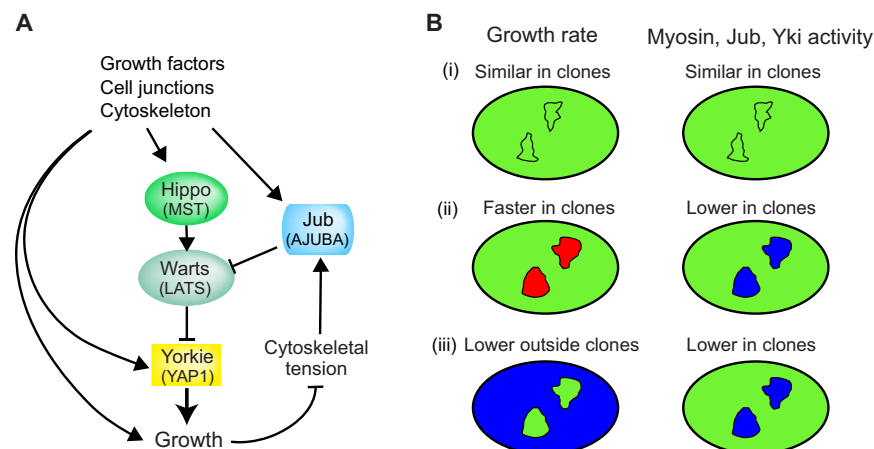 A
Growth factors
Cell junctions
Cytoskeleton
Hippo
(MST)
Jub
(AJUBA)
Warts
(LATS)
Yorkie
(YAP1)
Cytoskeletal
tension
Growth
B
Growth rate
Myosin, Jub, Yki activity
(i)
Similar in clones
Similar in clones
(ii)
Faster in clones
Lower in clones
(iii) Lower outside clones
Lower in clones